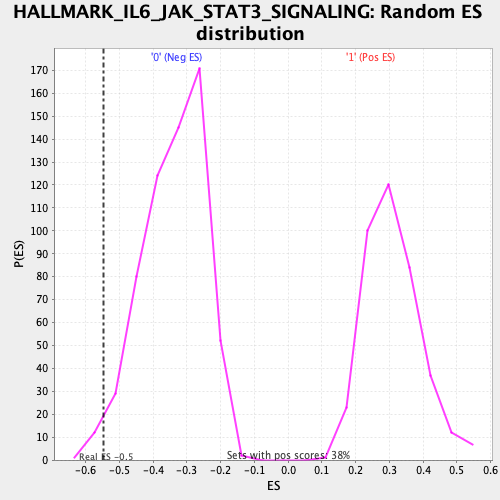 HALLMARK_IL6_JAK_STAT3_SIGNALING: Random ES
distribution
'0' (Neg ES)
'1' (Pos ES)
170
160
150
140
130
120
110
100
90
80
70
60
50
40
30
20
10
0
P(ES)
Real ES -0.5
Sets with pos scores: 38%
-0.6 -0.5 -0.4 -0.3 -0.2 -0.1 0.0 0.1 0.2 0.3 0.4 0.5 0.6
ES